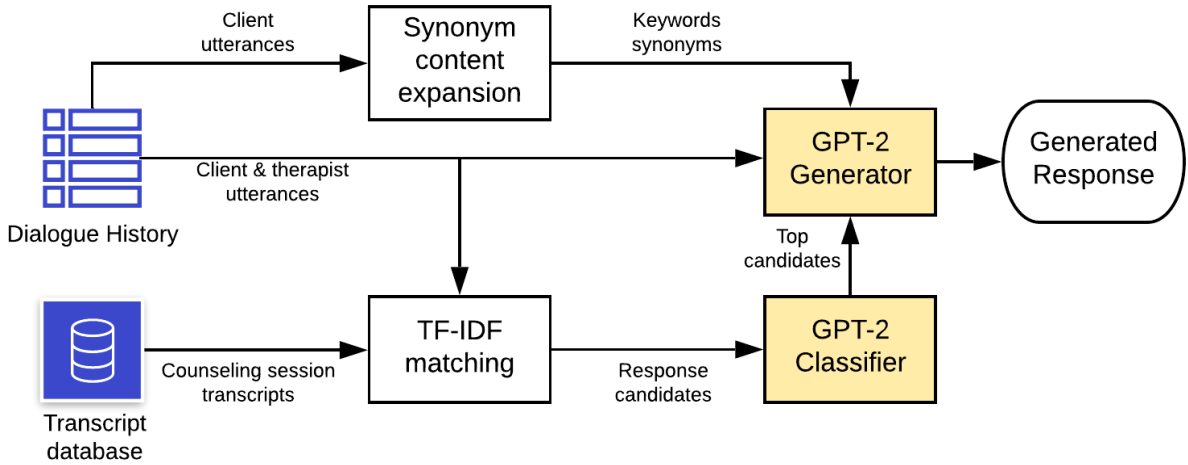 Client
utterances
Synonym
content
expansion
Keywords
synonyms
Dialogue History
Client & therapist
utterances
GPT-2
Generator
Generated
Response
Top
candidates
Transcript
database
Counseling session
transcripts
TF-IDF
matching
Response
candidates
GPT-2
Classifier